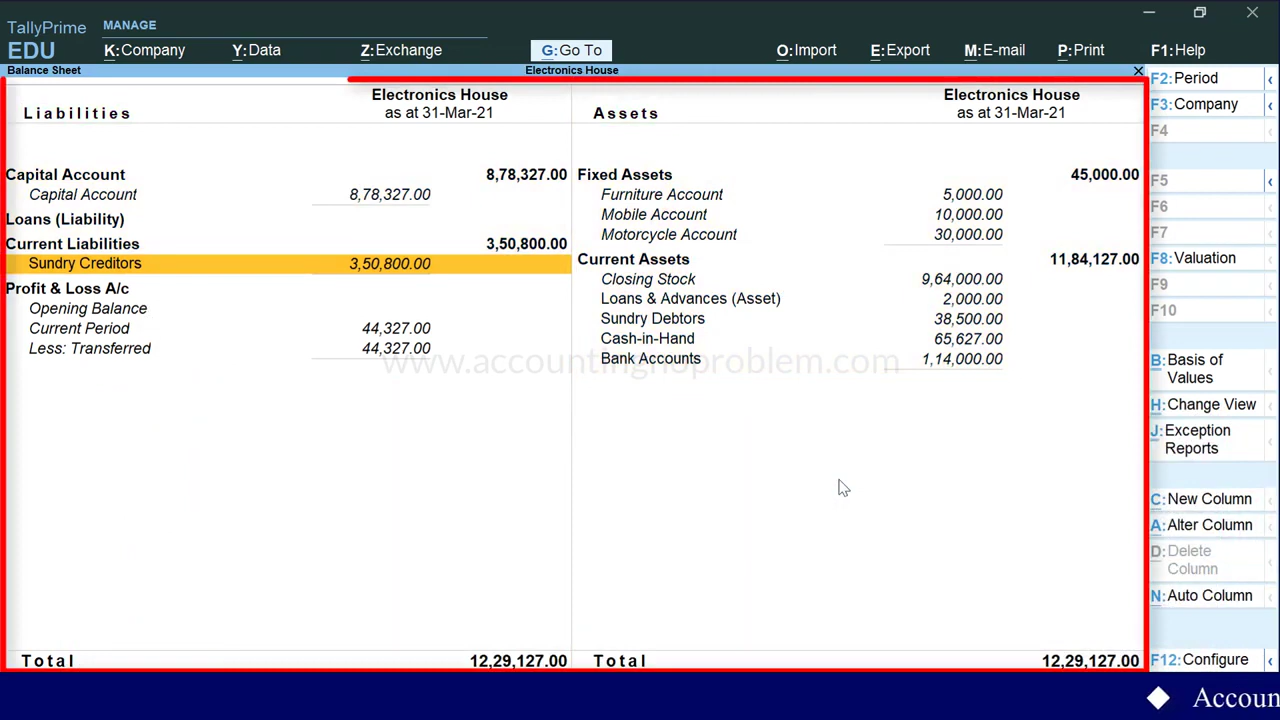 TallyPrime MANAGE
EDU K:Company Y:Data Z:Exchange G:Go To O:Import E:Export M:E-mail P:Print F1:Help
Balance Sheet Electronics House
Liabilities Electronics House as at 31-Mar-21
Capital Account 8,78,327.00
Capital Account 8,78,327.00
Loans (Liability)
Current Liabilities 3,50,800.00
Sundry Creditors 3,50,800.00
Profit & Loss A/c
Opening Balance
Current Period 44,327.00
Less: Transferred 44,327.00
Total 12,29,127.00
Assets Electronics House as at 31-Mar-21
Fixed Assets 45,000.00
Furniture Account 5,000.00
Mobile Account 10,000.00
Motorcycle Account 30,000.00
Current Assets 11,84,127.00
Closing Stock 9,64,000.00
Loans & Advances (Asset) 2,000.00
Sundry Debtors 38,500.00
Cash-in-Hand 65,627.00
Bank Accounts 1,14,000.00
Total 12,29,127.00
www.accountingnoproblem.com
F2:Period
F3:Company
F4
F5
F6
F7
F8:Valuation
F9
F10
B:Basis of
Values
H:Change View
J:Exception
Reports
C:New Column
A:Alter Column
D:Delete
Column
N:Auto Column
F12:Configure
Accoun